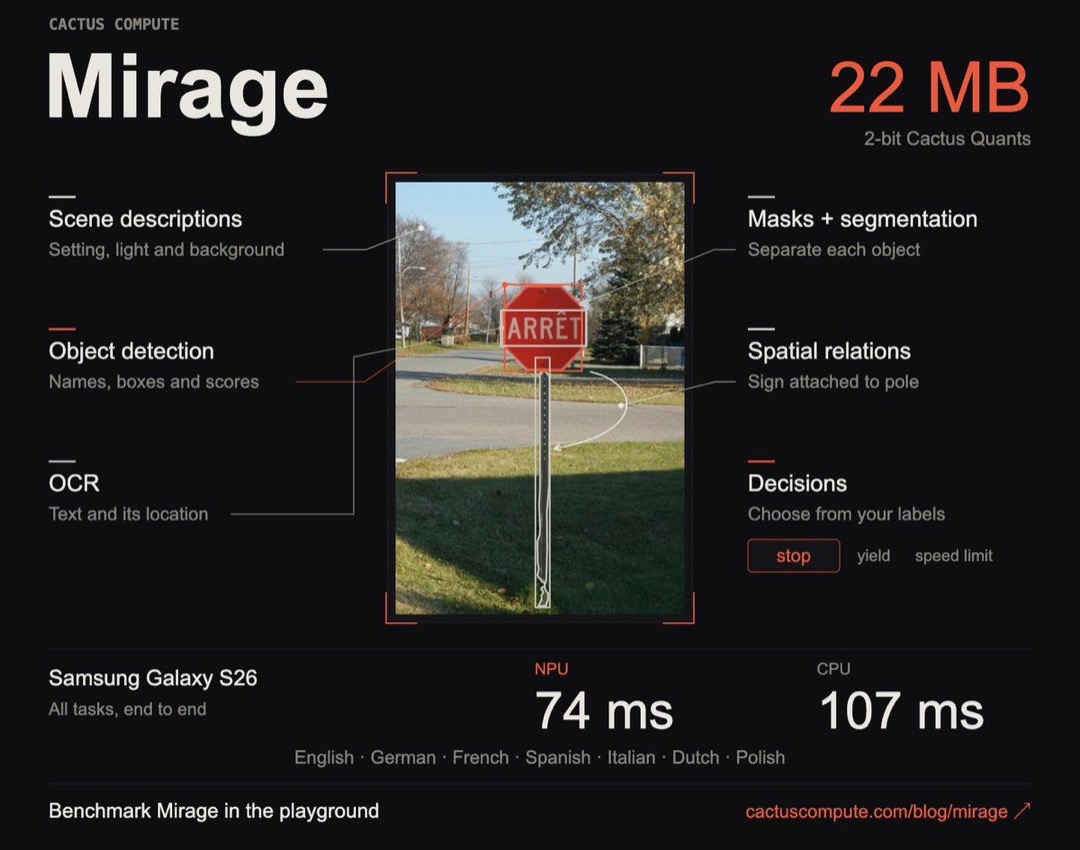 CACTUS COMPUTE
Mirage
22 MB
2-bit Cactus Quants
Scene descriptions
Setting, light and background
Object detection
Names, boxes and scores
OCR
Text and its location
ARRÊT
Masks + segmentation
Separate each object
Spatial relations
Sign attached to pole
Decisions
Choose from your labels
stop yield speed limit
Samsung Galaxy S26
All tasks, end to end
NPU
74 ms
CPU
107 ms
English · German · French · Spanish · Italian · Dutch · Polish
Benchmark Mirage in the playground
cactuscompute.com/blog/mirage ↗